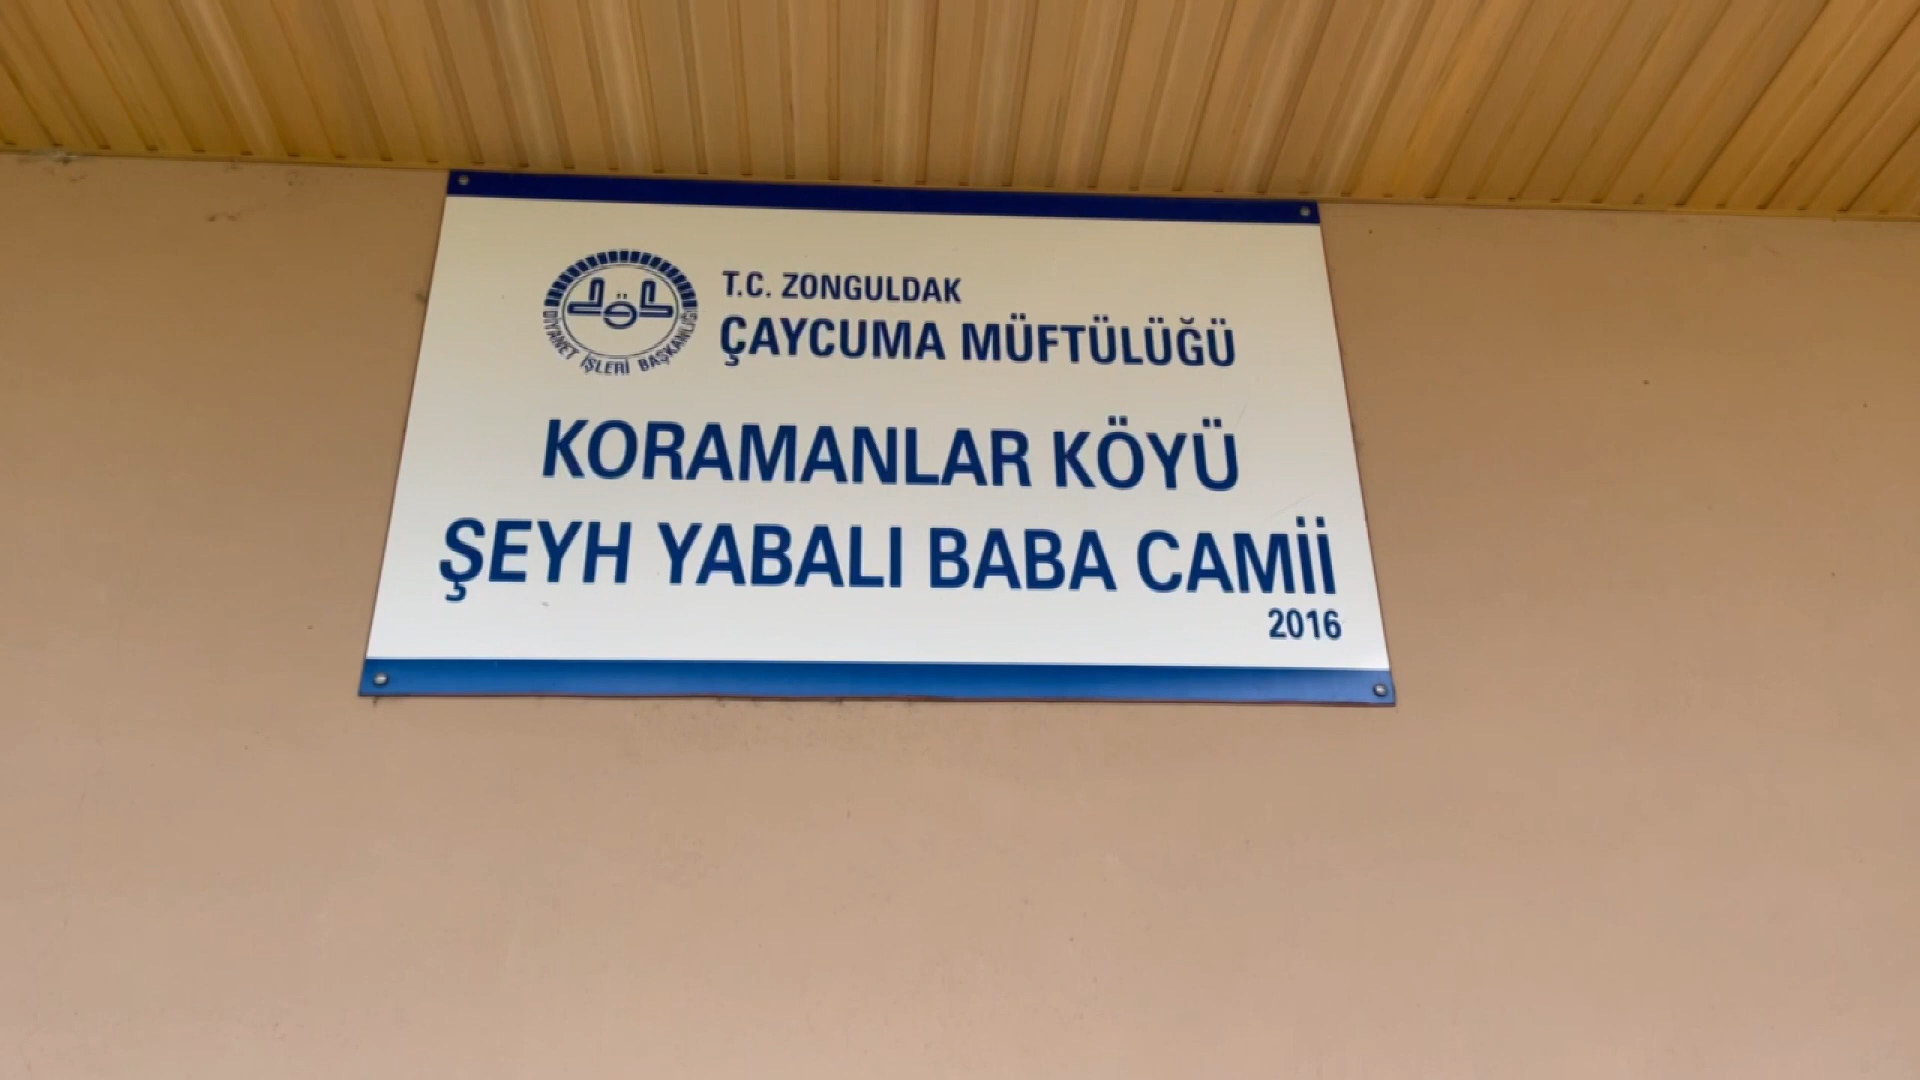 DİYANET İŞLERİ BAŞKANLIĞI
T.C. ZONGULDAK
ÇAYCUMA MÜFTÜLÜĞÜ
KORAMANLAR KÖYÜ
ŞEYH YABALI BABA CAMİİ
2016